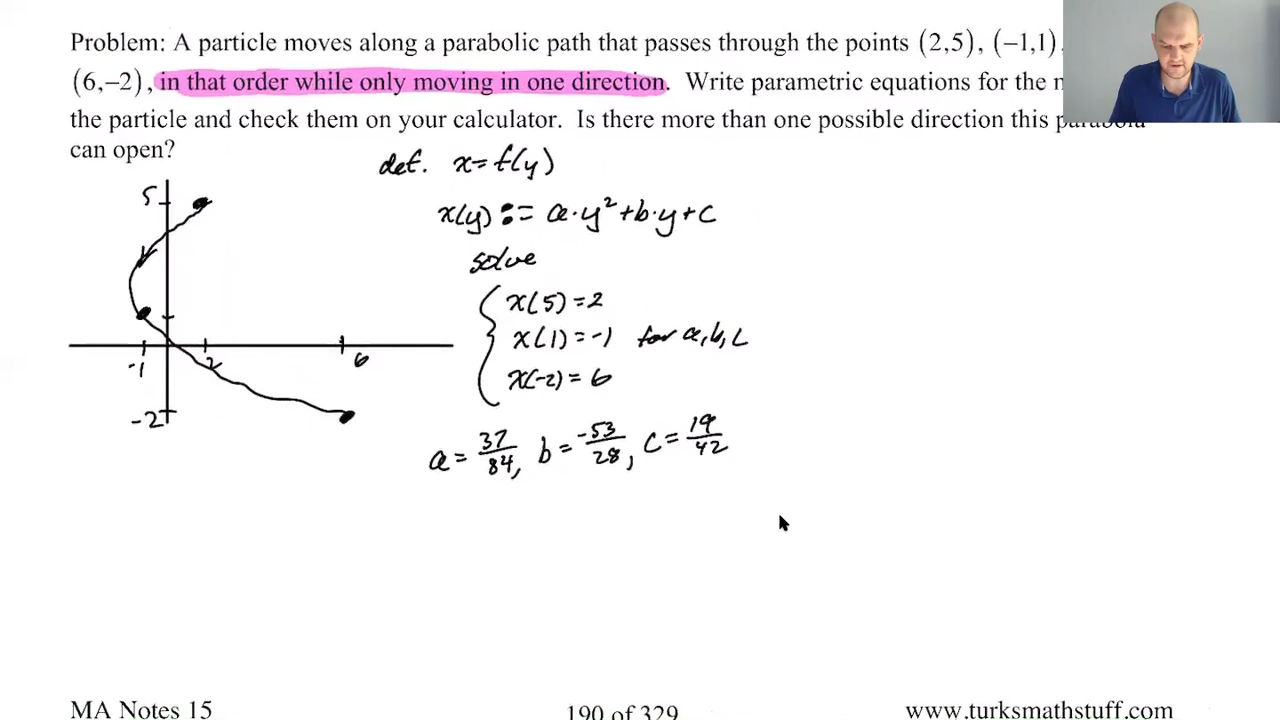 Problem: A particle moves along a parabolic path that passes through the points (2,5), (−1,1),
(6,−2), in that order while only moving in one direction. Write parametric equations for the
the particle and check them on your calculator. Is there more than one possible direction this parabola
can open?
def. x=f(y)
x(y) := a·y²+b·y+c
solve
{ x(5)=2
x(1)=-1 for a,b,c
x(-2)=6
a=37/84, b=-53/28, c=19/42
5
-1 2 6
-2
MA Notes 15 190 of 329 www.turksmathstuff.com